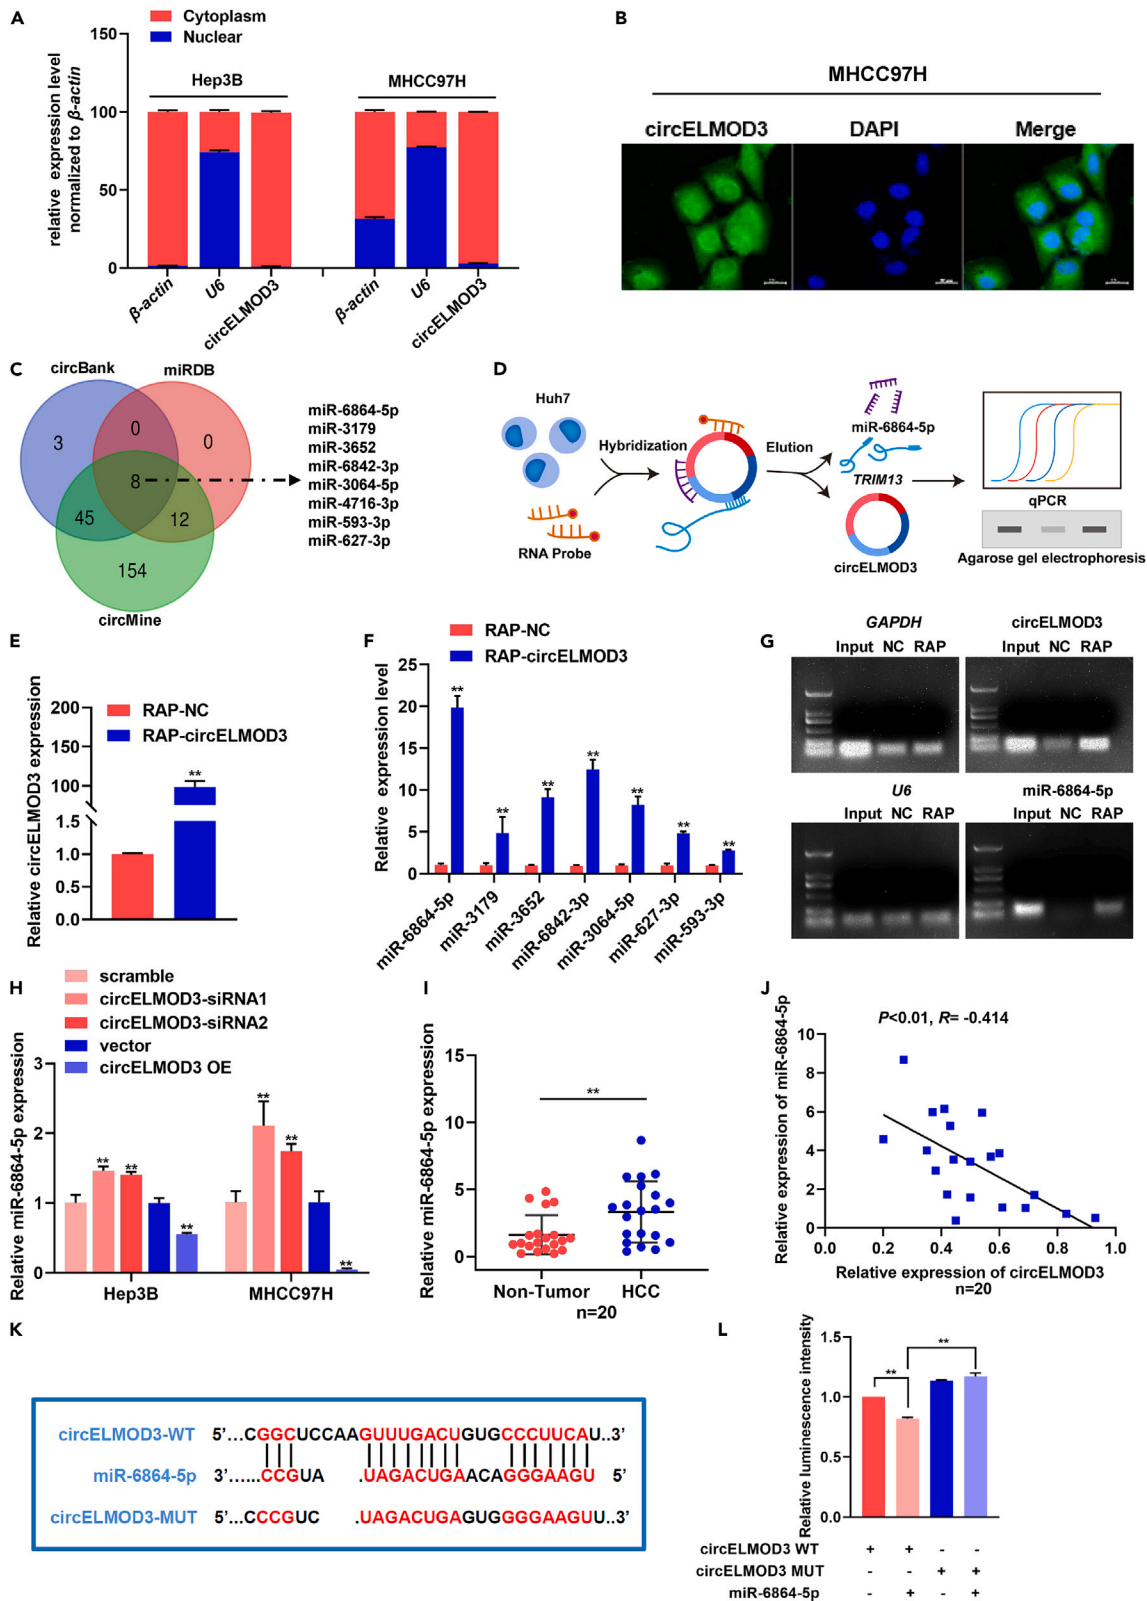 A
Cytoplasm
Nuclear
relative expression level
normalized to β-actin
150
100
50
0
Hep3B
MHCC97H
β-actin
U6
circELMOD3
β-actin
U6
circELMOD3
B
MHCC97H
circELMOD3
DAPI
Merge
C
circBank
miRDB
3
0
0
8
45
12
154
circMine
miR-6864-5p
miR-3179
miR-3652
miR-6842-3p
miR-3064-5p
miR-4716-3p
miR-593-3p
miR-627-3p
D
Huh7
RNA Probe
Hybridization
Elution
miR-6864-5p
TRIM13
circELMOD3
qPCR
Agarose gel electrophoresis
E
RAP-NC
RAP-circELMOD3
Relative circELMOD3 expression
200
150
100
1.5
1.0
0.5
0.0
**
F
RAP-NC
RAP-circELMOD3
Relative expression level
25
20
15
10
5
0
** ** ** ** ** ** **
miR-6864-5p
miR-3179
miR-3652
miR-6842-3p
miR-3064-5p
miR-627-3p
miR-593-3p
G
GAPDH
Input NC RAP
circELMOD3
Input NC RAP
U6
Input NC RAP
miR-6864-5p
Input NC RAP
H
scramble
circELMOD3-siRNA1
circELMOD3-siRNA2
vector
circELMOD3 OE
Relative miR-6864-5p expression
3
2
1
0
** ** ** ** ** **
Hep3B
MHCC97H
I
Relative miR-6864-5p expression
15
10
5
0
**
Non-Tumor
HCC
n=20
J
P<0.01, R= -0.414
Relative expression of miR-6864-5p
10
8
6
4
2
0
0.0 0.2 0.4 0.6 0.8 1.0
Relative expression of circELMOD3
n=20
K
circELMOD3-WT 5’...CGGCUCCAAGUUUGACUGUGCCCUUCAU..3’
miR-6864-5p 3’......CCGUA .UAGACUGAACAGGGAAGU 5’
circELMOD3-MUT 5’...CCCGUC .UAGACUGAGUGGGGAAGUU..3’
L
Relative luminescence intensity
1.5
1.0
0.5
0.0
**
**
circELMOD3 WT + + - -
circELMOD3 MUT - - + +
miR-6864-5p - + - +